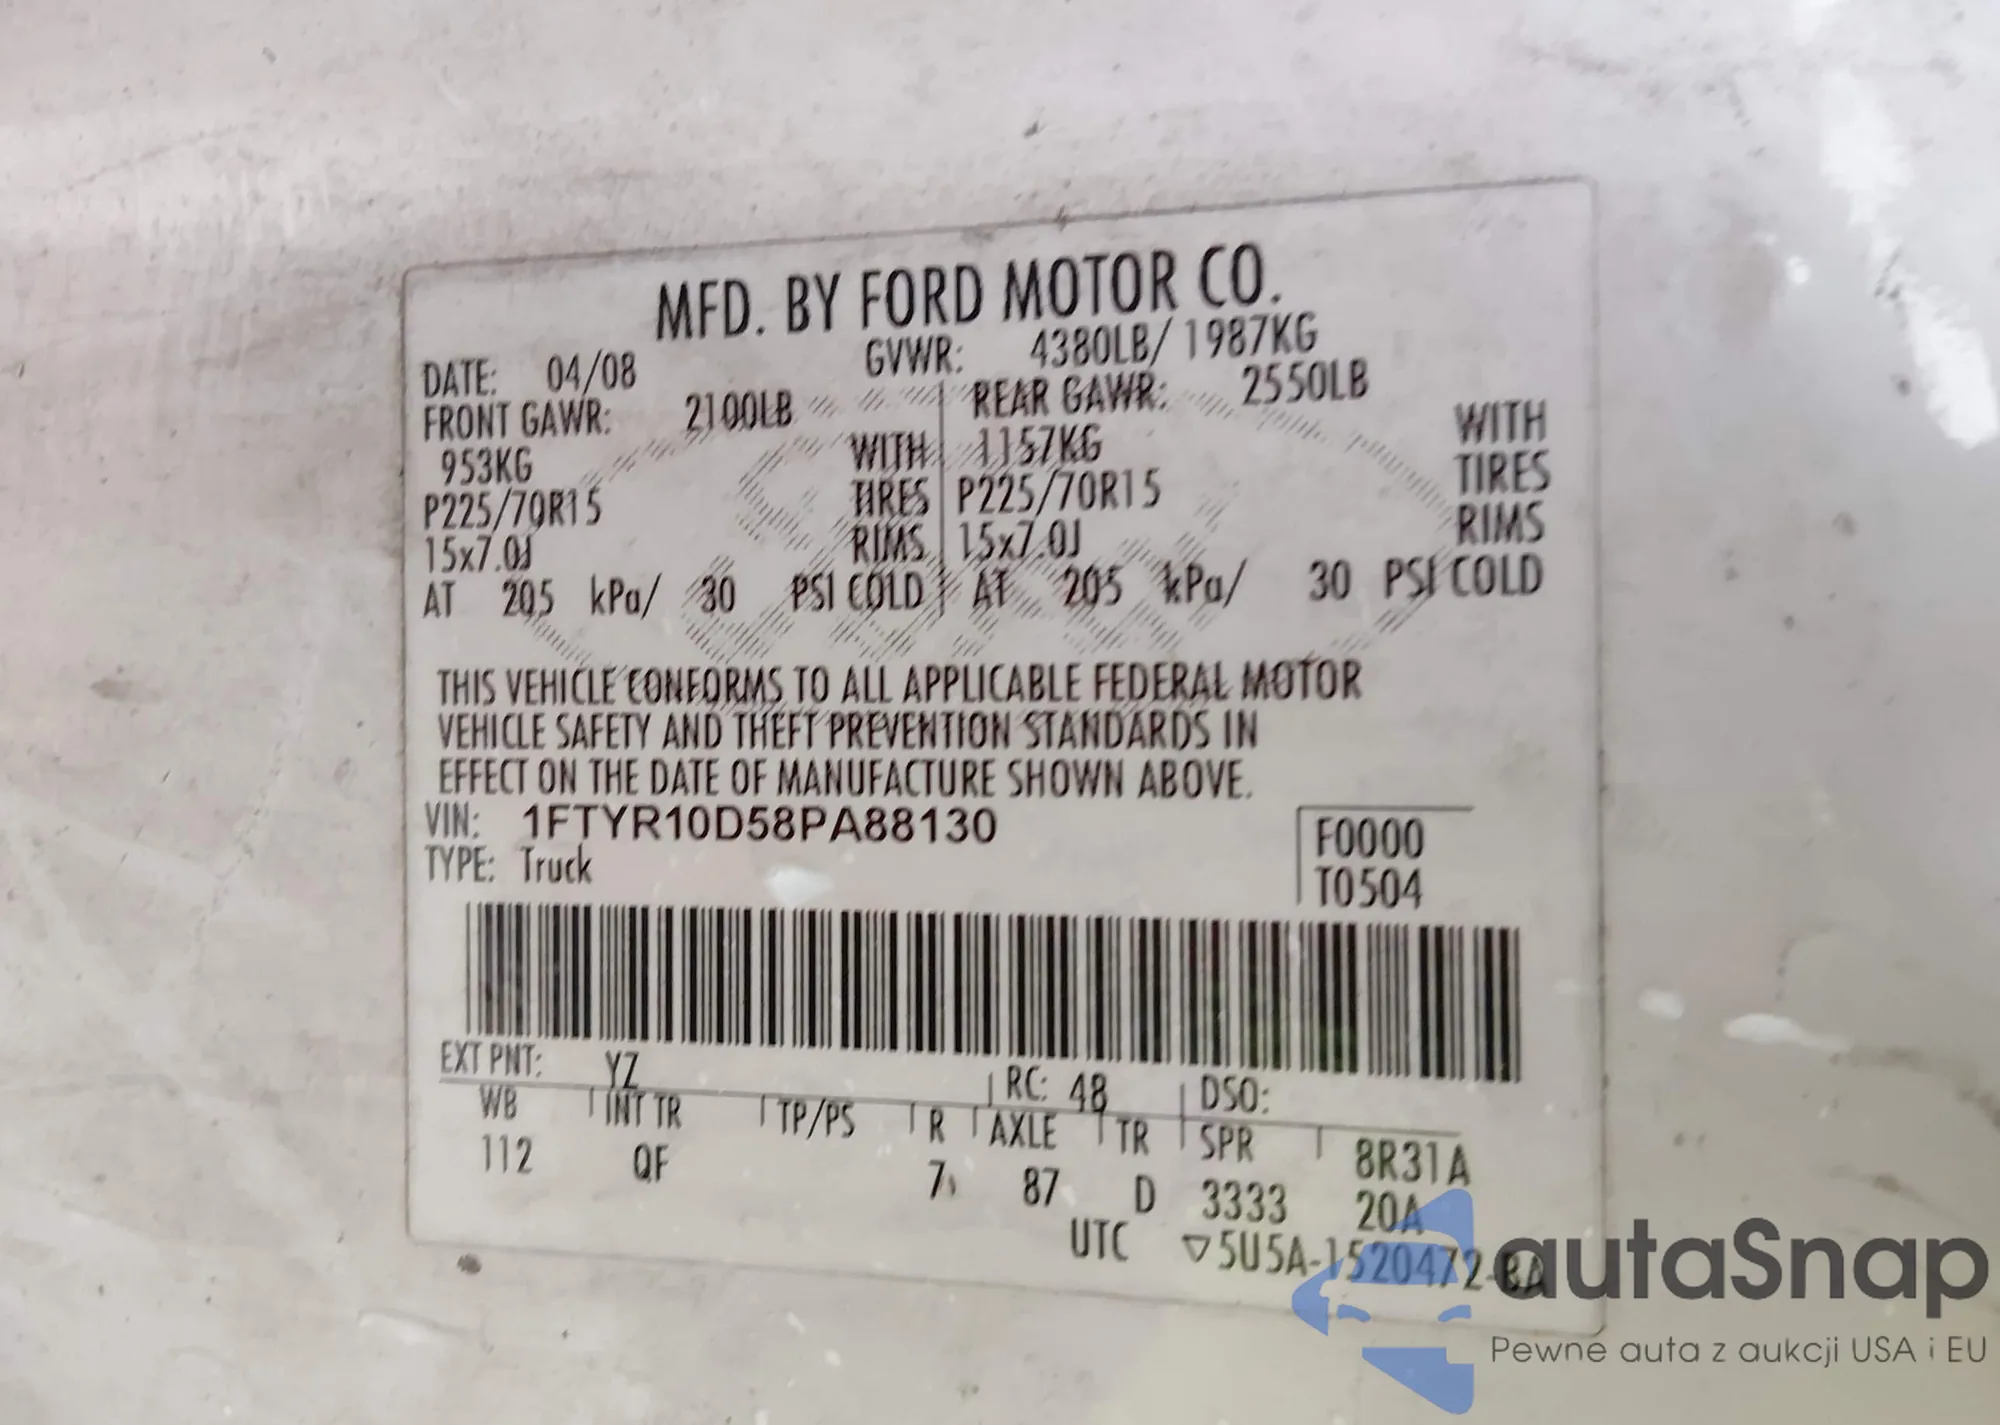 MFD. BY FORD MOTOR CO.
DATE: 04/08 GVWR: 4380LB/ 1987KG
FRONT GAWR: 2100LB REAR GAWR: 2550LB
953KG WITH 1157KG WITH
P225/70R15 TIRES P225/70R15 TIRES
15x7.0J RIMS 15x7.0J RIMS
AT 205 kPa/ 30 PSI COLD AT 205 kPa/ 30 PSI COLD
THIS VEHICLE CONFORMS TO ALL APPLICABLE FEDERAL MOTOR
VEHICLE SAFETY AND THEFT PREVENTION STANDARDS IN
EFFECT ON THE DATE OF MANUFACTURE SHOWN ABOVE.
VIN: 1FTYR10D58PA88130 F0000
TYPE: Truck T0504
EXT PNT: YZ RC: 48 DSO:
WB INT TR TP/PS R AXLE TR SPR 8R31A
112 QF 7 87 D 3333 20A
UTC ▽5U5A-1520472-BA
autaSnap
Pewne auta z aukcji USA i EU